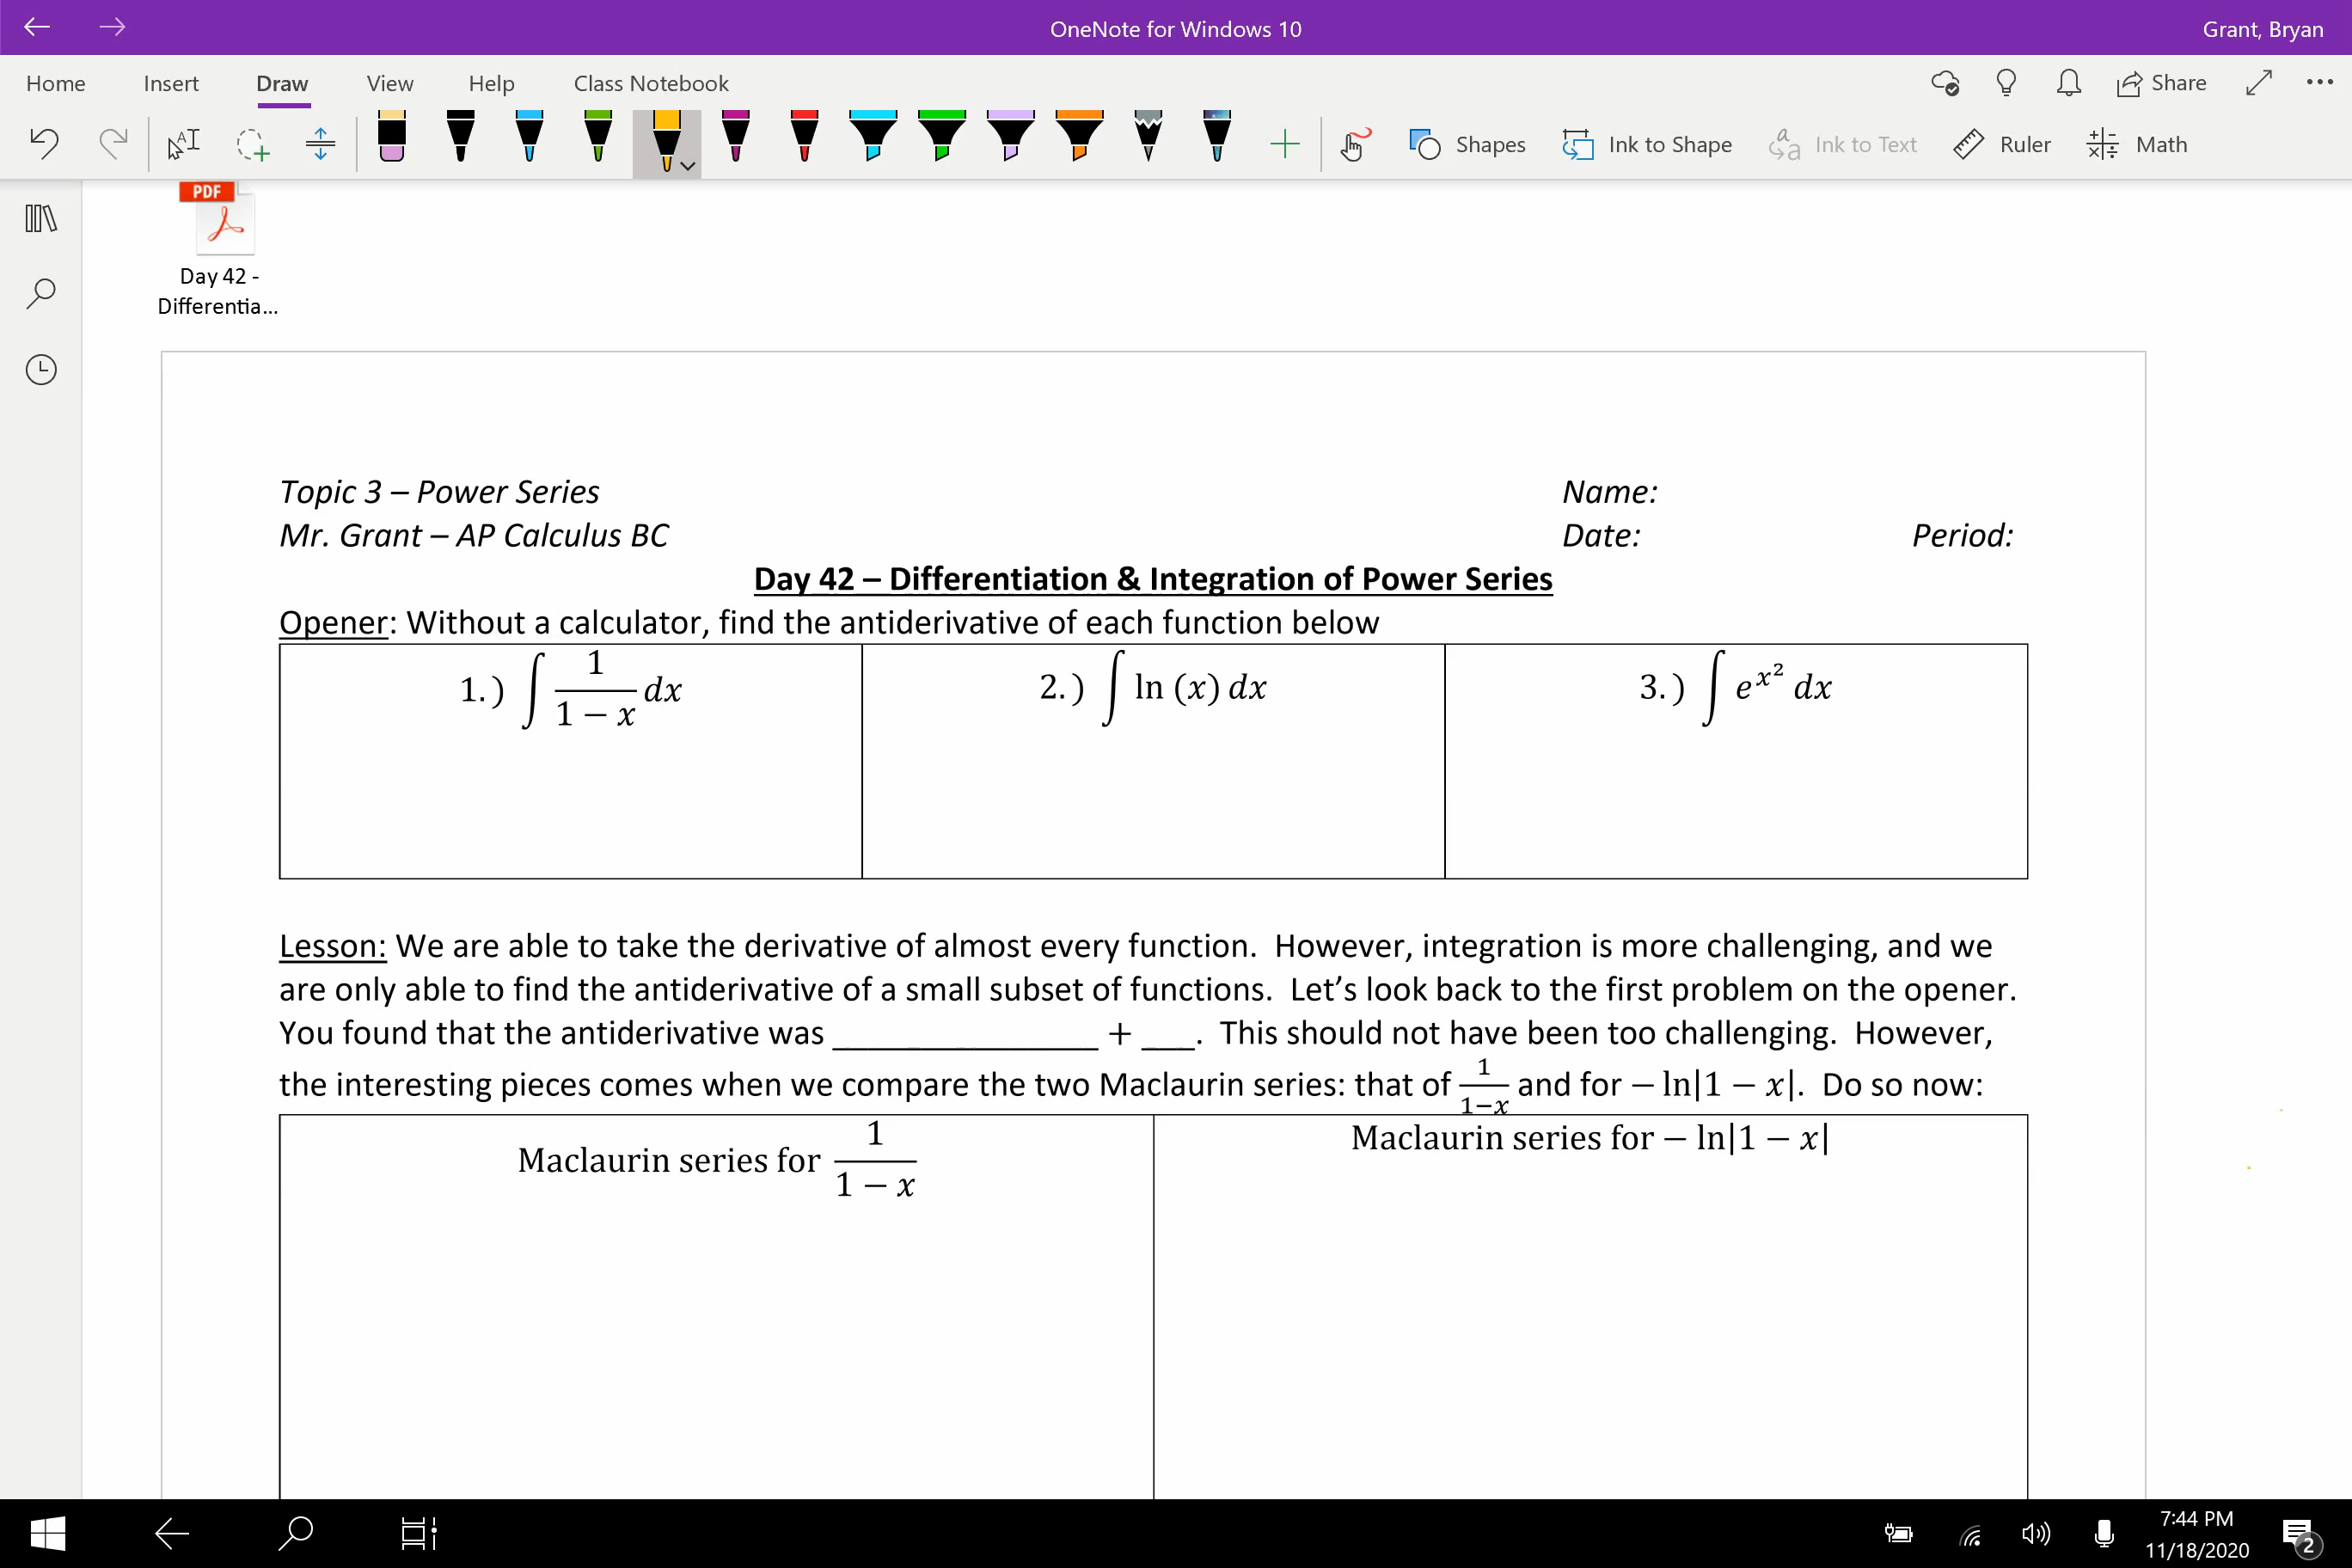 OneNote for Windows 10
Grant, Bryan
Home Insert Draw View Help Class Notebook Share
Shapes Ink to Shape Ink to Text Ruler Math
PDF
Day 42 -
Differentia...
Topic 3 – Power Series Name:
Mr. Grant – AP Calculus BC Date: Period:
Day 42 – Differentiation & Integration of Power Series
Opener: Without a calculator, find the antiderivative of each function below
1.) ∫ 1/(1 − x) dx 2.) ∫ ln (x) dx 3.) ∫ e^(x²) dx
Lesson: We are able to take the derivative of almost every function. However, integration is more challenging, and we
are only able to find the antiderivative of a small subset of functions. Let’s look back to the first problem on the opener.
You found that the antiderivative was _______________ + ___. This should not have been too challenging. However,
the interesting pieces comes when we compare the two Maclaurin series: that of 1/(1−x) and for − ln|1 − x|. Do so now:
Maclaurin series for 1/(1 − x) Maclaurin series for − ln|1 − x|
7:44 PM
11/18/2020
2